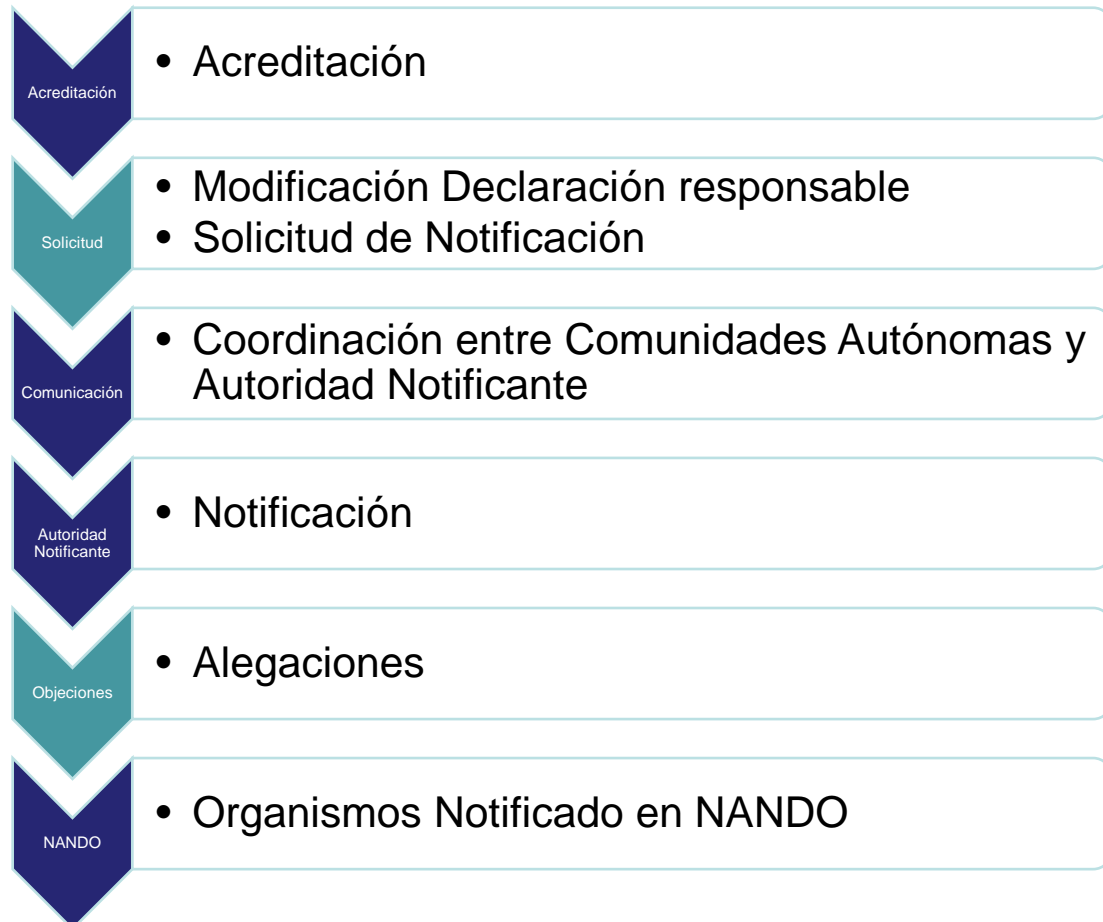 Acreditación
• Acreditación
Solicitud
• Modificación Declaración responsable
• Solicitud de Notificación
Comunicación
• Coordinación entre Comunidades Autónomas y
Autoridad Notificante
Autoridad
Notificante
• Notificación
Objeciones
• Alegaciones
NANDO
• Organismos Notificado en NANDO